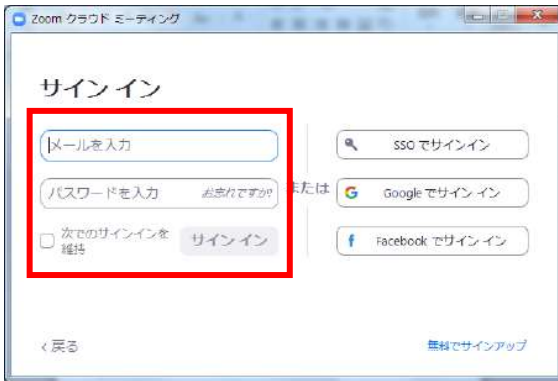 Zoom クラウド ミーティング
サイン イン
メールを入力
パスワードを入力 お忘れですか?
次でのサインインを
維持
サイン イン
または
SSO でサインイン
Google でサイン イン
Facebook でサイン イン
く戻る
無料でサインアップ